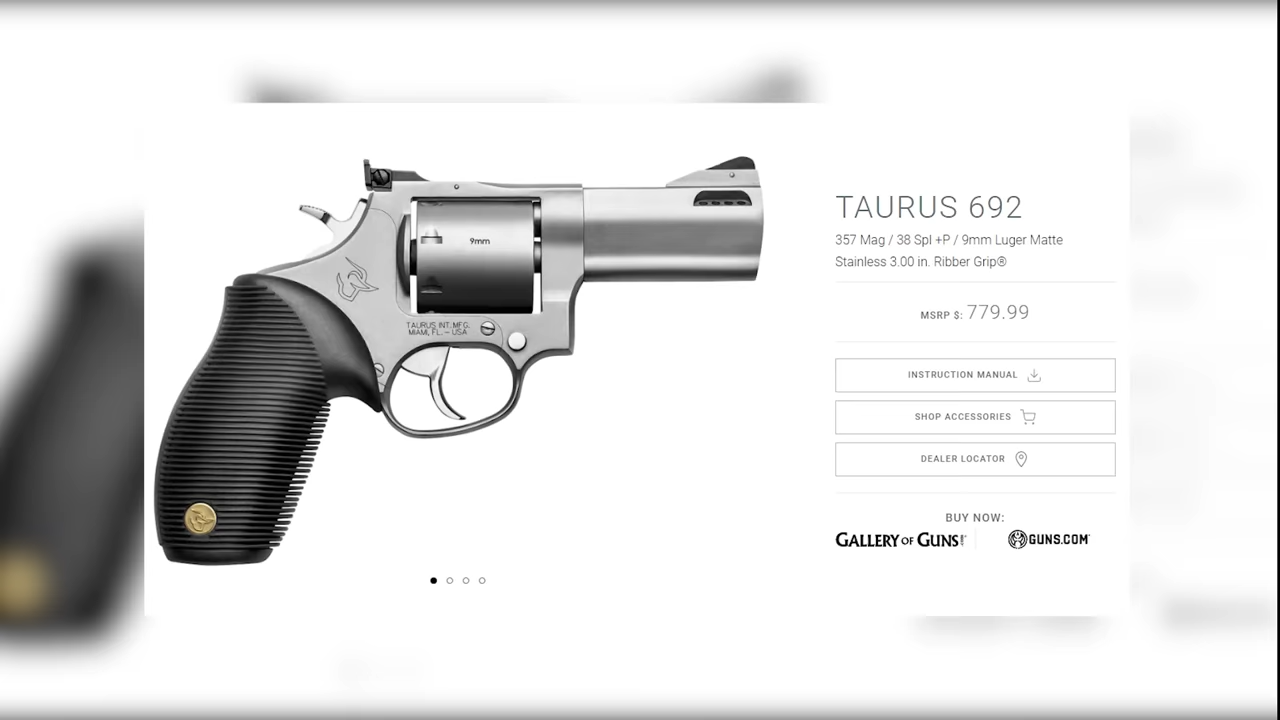 9mm
TAURUS INT. MFG.
MIAMI, FL. – USA
TAURUS 692
357 Mag / 38 Spl +P / 9mm Luger Matte
Stainless 3.00 in. Ribber Grip®
MSRP $: 779.99
INSTRUCTION MANUAL
SHOP ACCESSORIES
DEALER LOCATOR
BUY NOW:
GALLERY OF GUNS
GUNS.COM